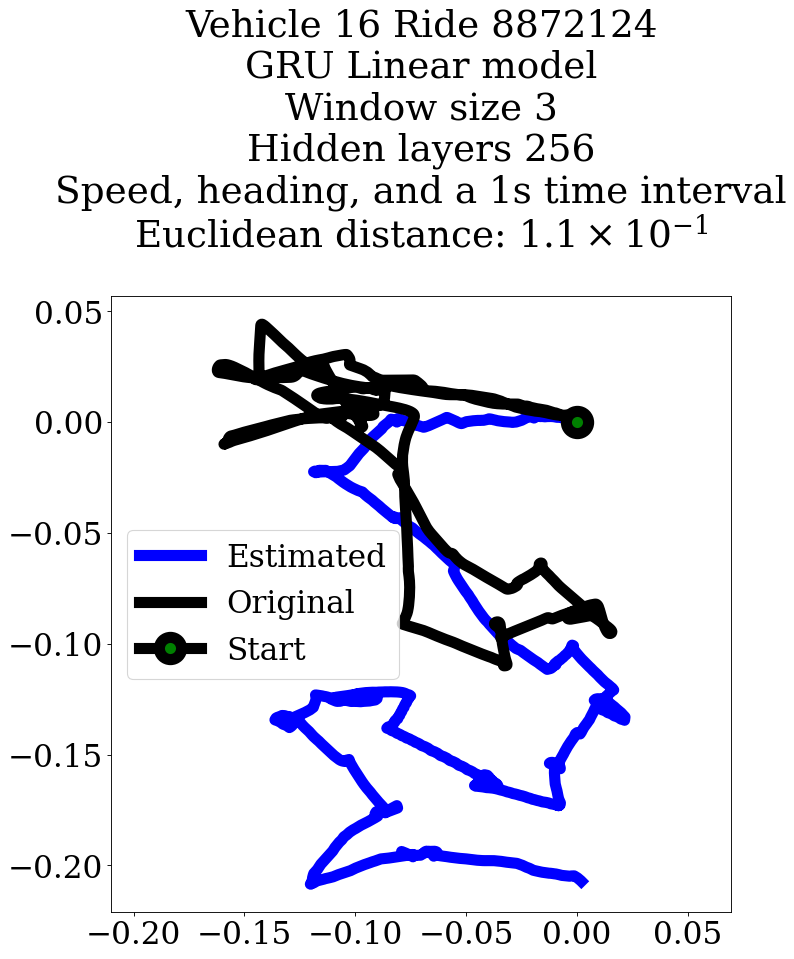 Vehicle 16 Ride 8872124
GRU Linear model
Window size 3
Hidden layers 256
Speed, heading, and a 1s time interval
Euclidean distance: 1.1 × 10⁻¹
0.05
0.00
−0.05
−0.10
−0.15
−0.20
Estimated
Original
Start
−0.20 −0.15 −0.10 −0.05 0.00 0.05